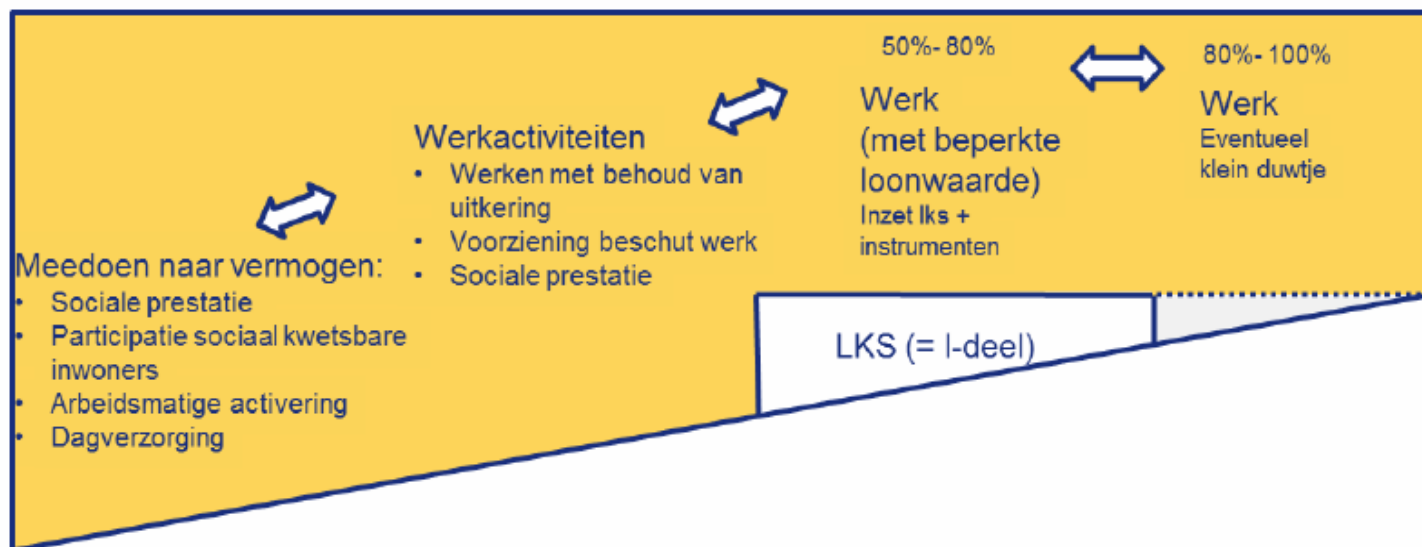 Meedoen naar vermogen:
• Sociale prestatie
• Participatie sociaal kwetsbare
inwoners
• Arbeidsmatige activering
• Dagverzorging
Werkactiviteiten
• Werken met behoud van
uitkering
• Voorziening beschut werk
• Sociale prestatie
50%- 80%
Werk
(met beperkte
loonwaarde)
Inzet lks +
instrumenten
80%- 100%
Werk
Eventueel
klein duwtje
LKS (= I-deel)